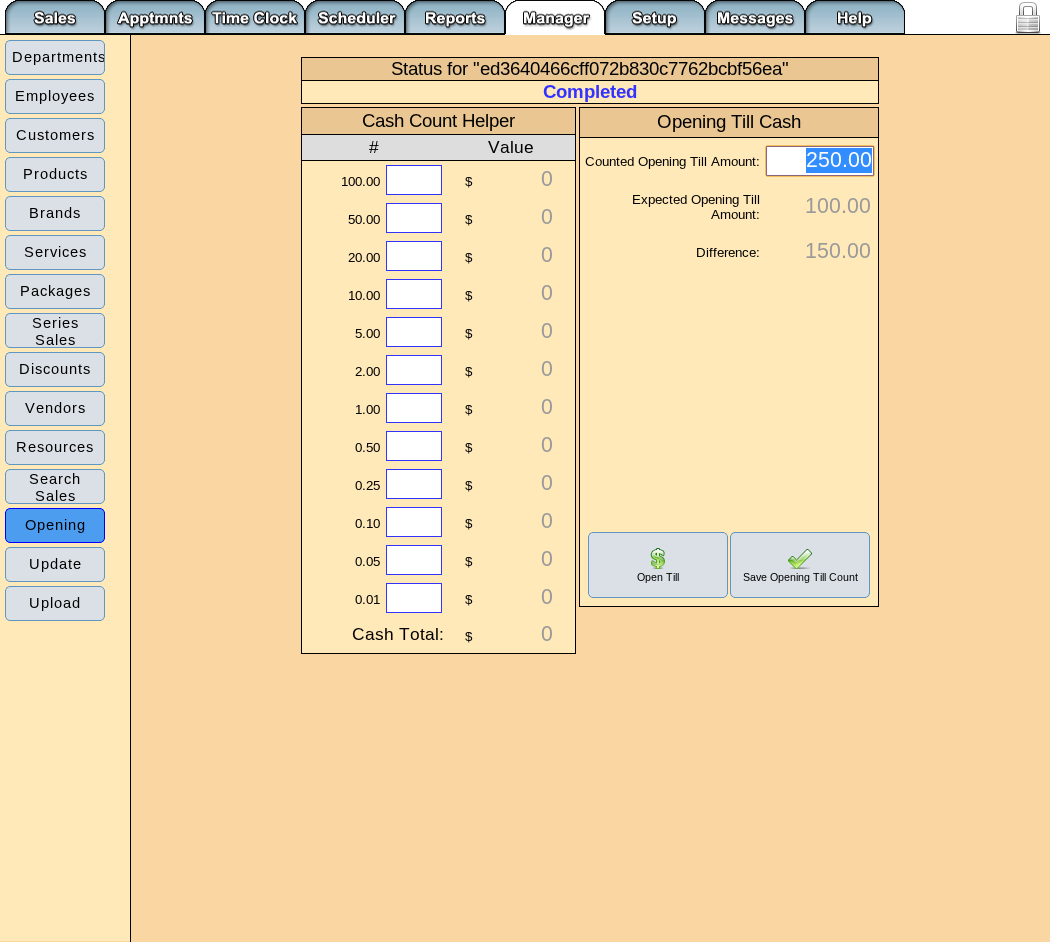 Sales Apptmnts Time Clock Scheduler Reports Manager Setup Messages Help
Departments
Employees
Customers
Products
Brands
Services
Packages
Series
Sales
Discounts
Vendors
Resources
Search
Sales
Opening
Update
Upload
Status for "ed3640466cff072b830c7762bcbf56ea"
Completed
Cash Count Helper
# Value
100.00 $ 0
50.00 $ 0
20.00 $ 0
10.00 $ 0
5.00 $ 0
2.00 $ 0
1.00 $ 0
0.50 $ 0
0.25 $ 0
0.10 $ 0
0.05 $ 0
0.01 $ 0
Cash Total: $ 0
Opening Till Cash
Counted Opening Till Amount: 250.00
Expected Opening Till
Amount: 100.00
Difference: 150.00
Open Till
Save Opening Till Count